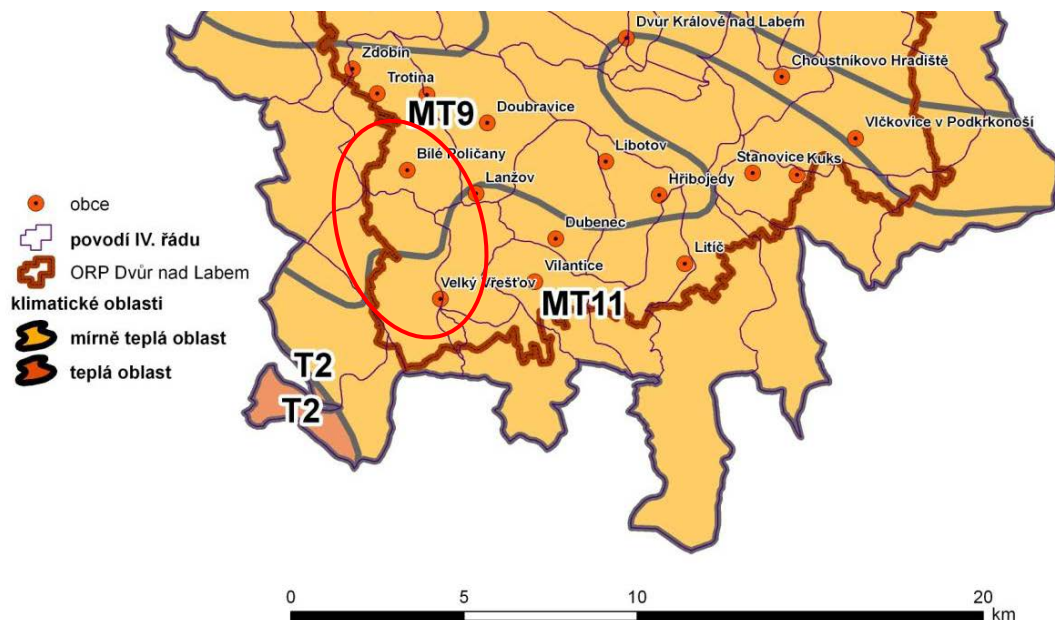 Dvůr Králové nad Labem
Zdobín
Choustníkovo Hradiště
Trotina
MT9
Doubravice
Vlčkovice v Podkrkonoší
Bílé Poličany
Libotov
Stanovice
Kuks
Lanžov
Hřibojedy
obce
povodí IV. řádu
ORP Dvůr nad Labem
klimatické oblasti
mírně teplá oblast
teplá oblast
Dubenec
Litíč
Vilantice
Velký Vřešťov
MT11
T2
T2
0 5 10 20
km